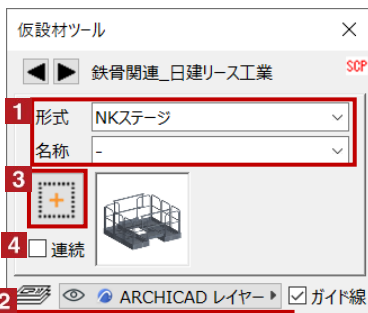 仮設材ツール
鉄骨関連_日建リース工業
SCP
1
形式 NKステージ
名称 -
3
4
連続
2
ARCHICAD レイヤー
ガイド線